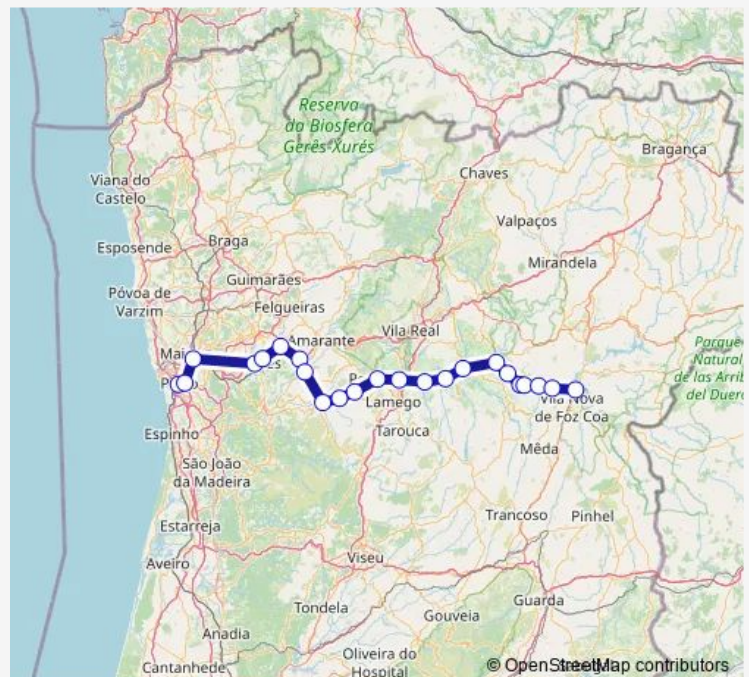 Reserva
da Biosfera
Gerês-Xurés
Bragança
Viana do
Castelo
Chaves
Valpaços
Esposende
Braga
Mirandela
Guimarães
Póvoa de
Varzim
Felgueiras
Vila Real
Amarante
Parque
Natural
de las Arri
del Duero
Lamego
Vila Nova
de Foz Coa
Espinho
Tarouca
Mêda
São João
da Madeira
Trancoso
Pinhel
Estarreja
Viseu
Aveiro
Guarda
Tondela
Gouveia
Anadia
Oliveira do
Hospital
Cantanhede
© OpenStreetMap contributors